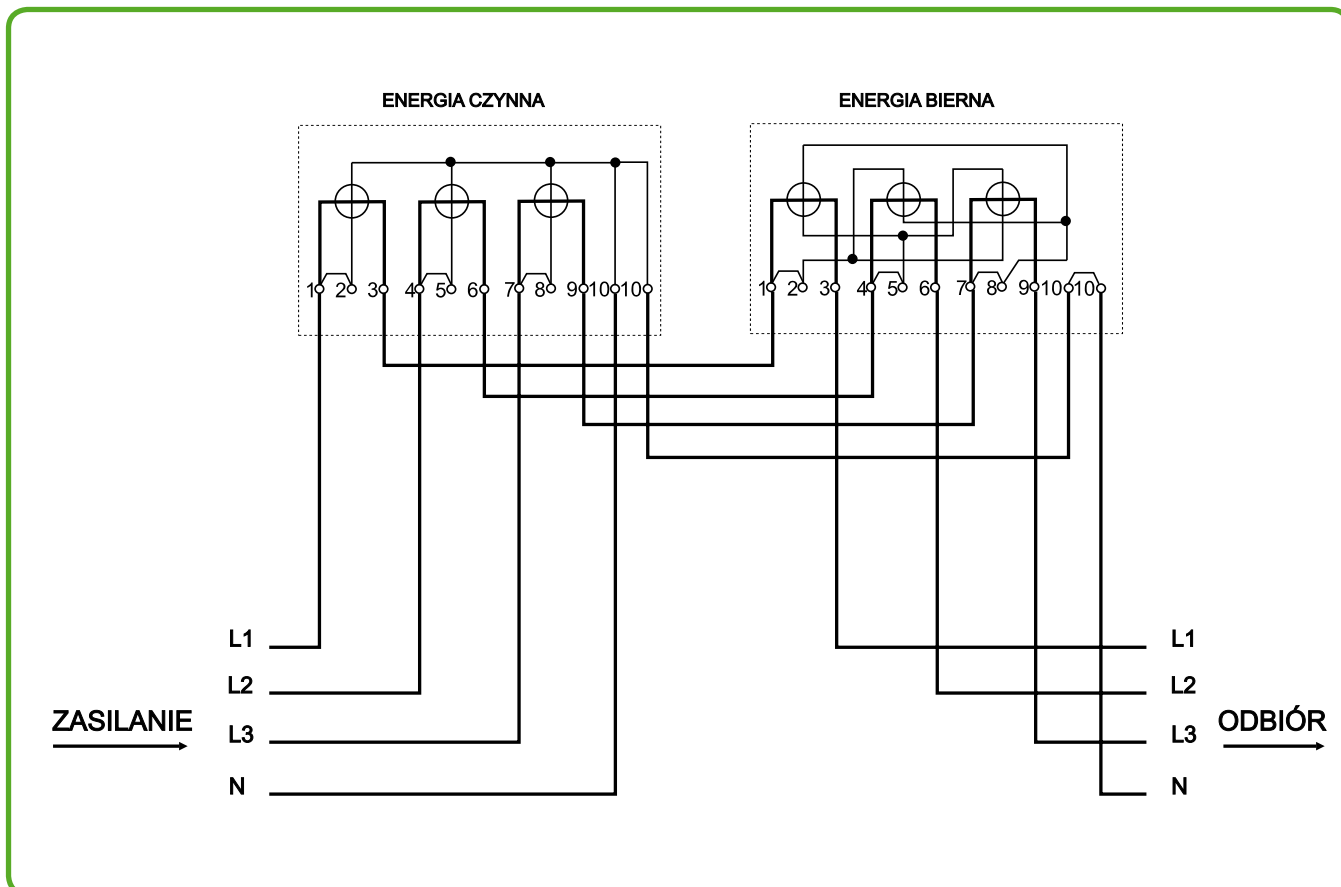 ENERGIA CZYNNA
ENERGIA BIERNA
1 2 3 4 5 6 7 8 9 10 10
1 2 3 4 5 6 7 8 9 10 10
L1
L2
ZASILANIE
L3
N
L1
L2
ODBIÓR
L3
N